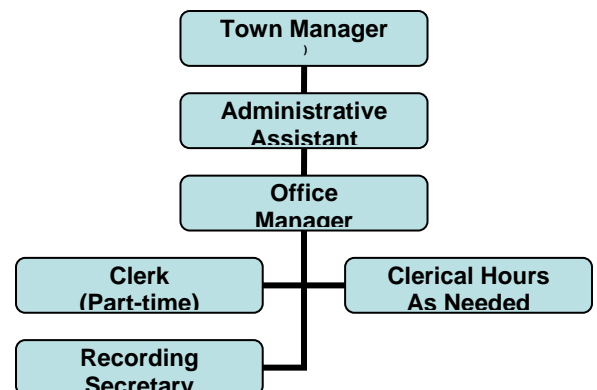 Town Manager
)
Administrative
Assistant
Office
Manager
Clerk
(Part-time)
Clerical Hours
As Needed
Recording
Secretary